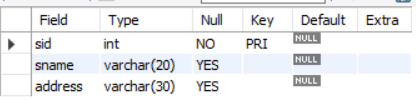 Field Type Null Key Default Extra
sid int NO PRI NULL
sname varchar(20) YES NULL
address varchar(30) YES NULL